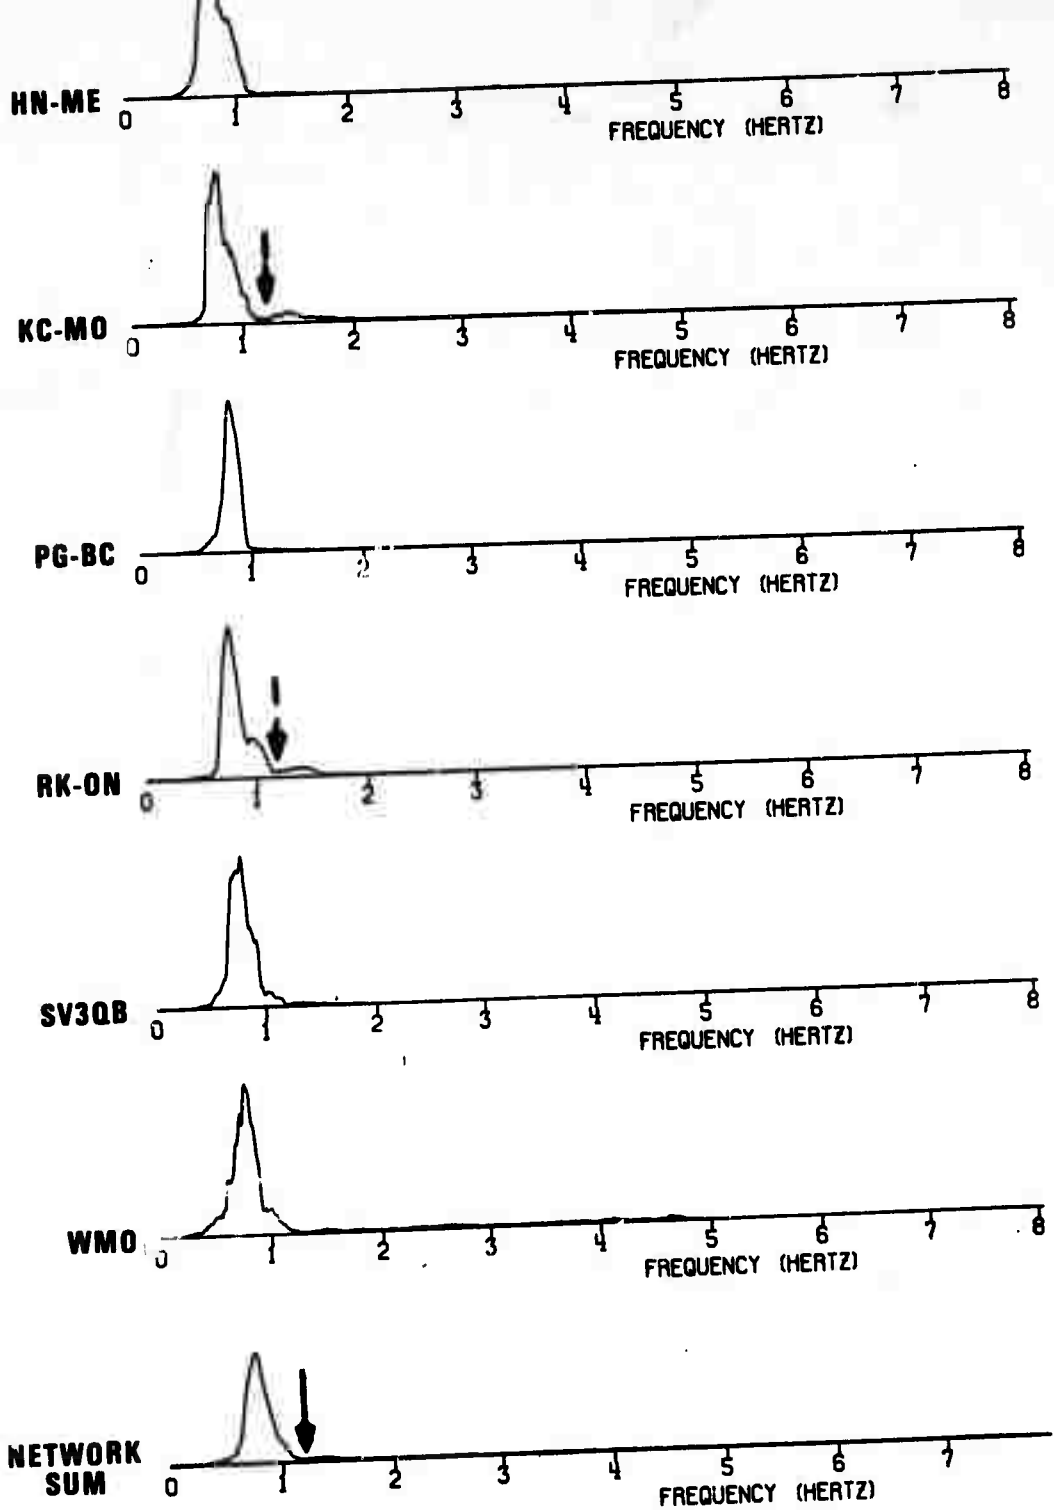 HN-ME
0 1 2 3 4 5 6 7 8
FREQUENCY (HERTZ)
KC-MO
0 1 2 3 4 5 6 7 8
FREQUENCY (HERTZ)
PG-BC
0 1 2 3 4 5 6 7 8
FREQUENCY (HERTZ)
RK-ON
0 1 2 3 4 5 6 7 8
FREQUENCY (HERTZ)
SV3QB
0 1 2 3 4 5 6 7 8
FREQUENCY (HERTZ)
WMO
0 1 2 3 4 5 6 7 8
FREQUENCY (HERTZ)
NETWORK
SUM
0 1 2 3 4 5 6 7
FREQUENCY (HERTZ)